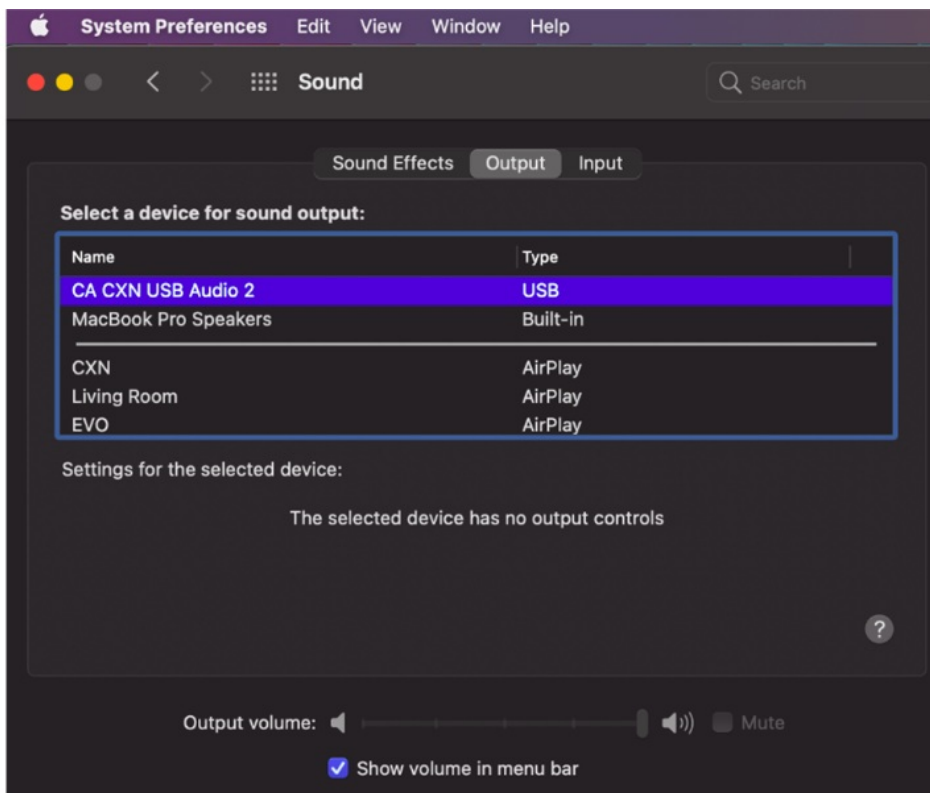 System Preferences Edit View Window Help
Sound Search
Sound Effects Output Input
Select a device for sound output:
Name Type
CA CXN USB Audio 2 USB
MacBook Pro Speakers Built-in
CXN AirPlay
Living Room AirPlay
EVO AirPlay
Settings for the selected device:
The selected device has no output controls
?
Output volume: Mute
Show volume in menu bar